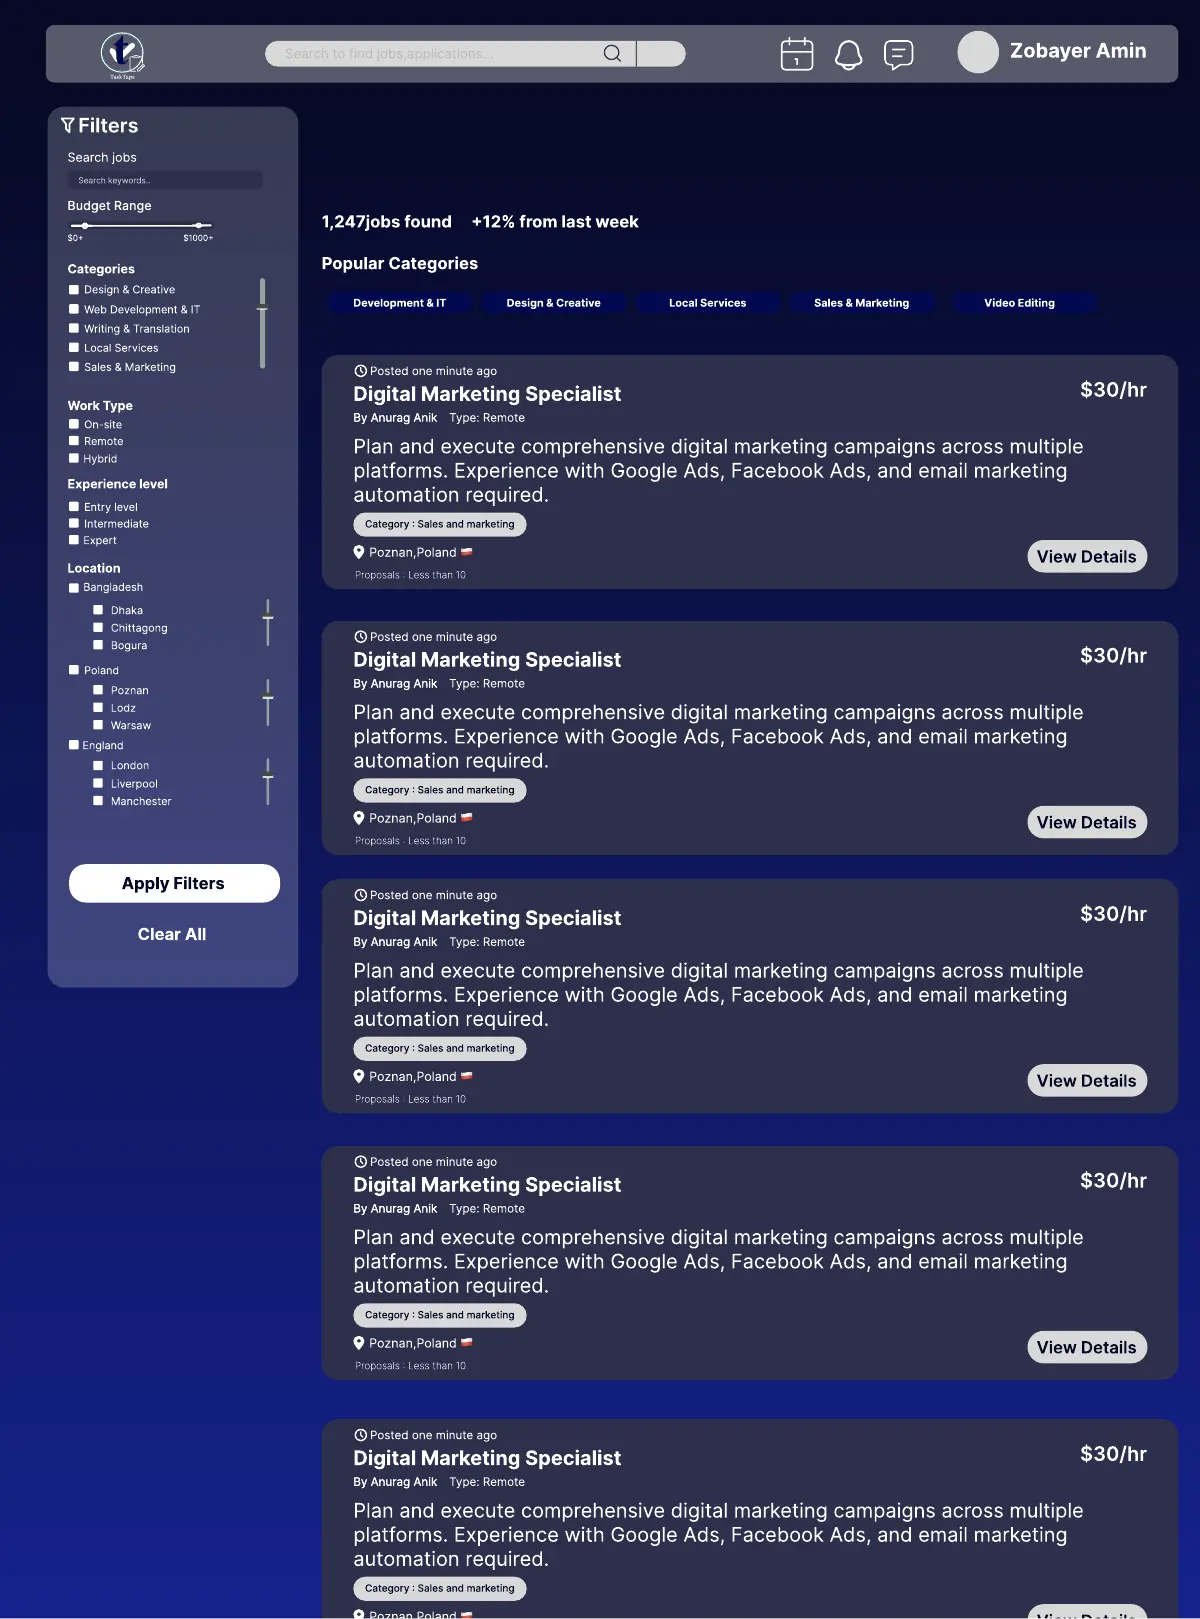 TaskTaps
Search to find jobs,applications...
1
Zobayer Amin
Filters
Search jobs
Search keywords..
Budget Range
$0+ $1000+
Categories
Design & Creative
Web Development & IT
Writing & Translation
Local Services
Sales & Marketing
Work Type
On-site
Remote
Hybrid
Experience level
Entry level
Intermediate
Expert
Location
Bangladesh
Dhaka
Chittagong
Bogura
Poland
Poznan
Lodz
Warsaw
England
London
Liverpool
Manchester
Apply Filters
Clear All
1,247jobs found +12% from last week
Popular Categories
Development & IT Design & Creative Local Services Sales & Marketing Video Editing
Posted one minute ago
Digital Marketing Specialist
$30/hr
By Anurag Anik Type: Remote
Plan and execute comprehensive digital marketing campaigns across multiple
platforms. Experience with Google Ads, Facebook Ads, and email marketing
automation required.
Category : Sales and marketing
Poznan,Poland
View Details
Proposals : Less than 10
Posted one minute ago
Digital Marketing Specialist
$30/hr
By Anurag Anik Type: Remote
Plan and execute comprehensive digital marketing campaigns across multiple
platforms. Experience with Google Ads, Facebook Ads, and email marketing
automation required.
Category : Sales and marketing
Poznan,Poland
View Details
Proposals : Less than 10
Posted one minute ago
Digital Marketing Specialist
$30/hr
By Anurag Anik Type: Remote
Plan and execute comprehensive digital marketing campaigns across multiple
platforms. Experience with Google Ads, Facebook Ads, and email marketing
automation required.
Category : Sales and marketing
Poznan,Poland
View Details
Proposals : Less than 10
Posted one minute ago
Digital Marketing Specialist
$30/hr
By Anurag Anik Type: Remote
Plan and execute comprehensive digital marketing campaigns across multiple
platforms. Experience with Google Ads, Facebook Ads, and email marketing
automation required.
Category : Sales and marketing
Poznan,Poland
View Details
Proposals : Less than 10
Posted one minute ago
Digital Marketing Specialist
$30/hr
By Anurag Anik Type: Remote
Plan and execute comprehensive digital marketing campaigns across multiple
platforms. Experience with Google Ads, Facebook Ads, and email marketing
automation required.
Category : Sales and marketing
Poznan,Poland
View Details